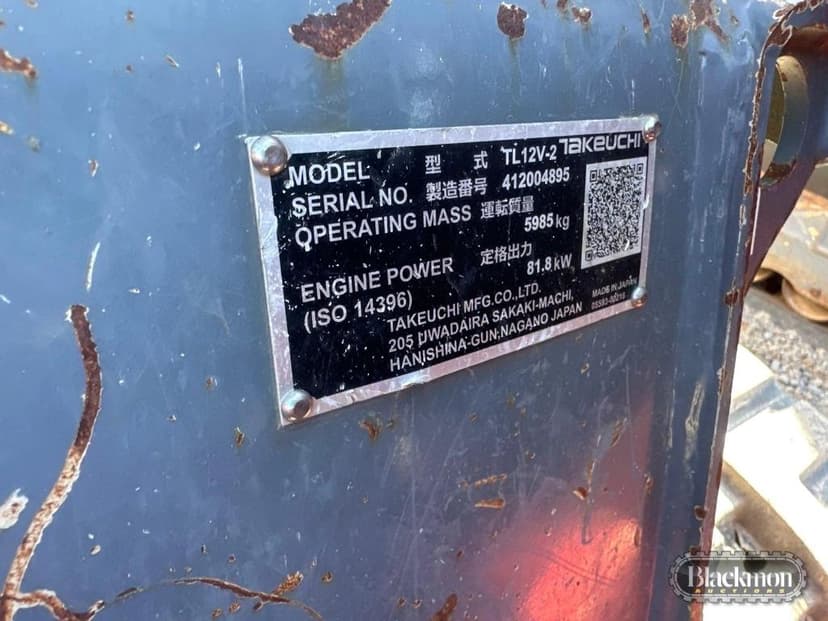 MODEL 型 式 TL12V-2 TAKEUCHI
SERIAL NO. 製造番号 412004895
OPERATING MASS 運転質量 5985 kg
ENGINE POWER 定格出力 81.8 kW
(ISO 14396)
TAKEUCHI MFG.CO.,LTD.
205 UWADAIRA SAKAKI-MACHI,
HANISHINA-GUN,NAGANO JAPAN
MADE IN JAPAN
Blackmon
AUCTIONS